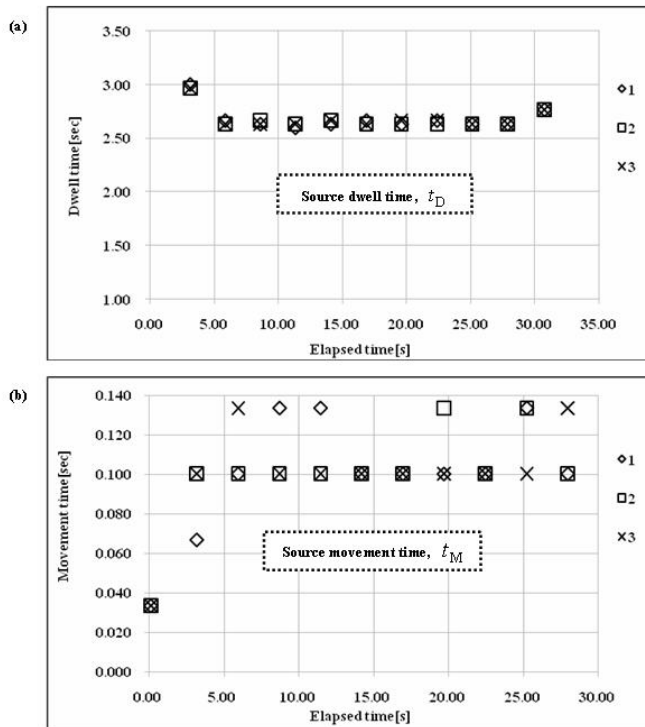 (a)
3.50
3.00
2.50
2.00
1.50
1.00
Dwell time[sec]
Source dwell time, tD
1
2
3
0.00 5.00 10.00 15.00 20.00 25.00 30.00 35.00
Elapsed time[s]
(b)
0.140
0.120
0.100
0.080
0.060
0.040
0.020
0.000
Movement time[sec]
Source movement time, tM
1
2
3
0.00 5.00 10.00 15.00 20.00 25.00 30.00
Elapsed time[s]